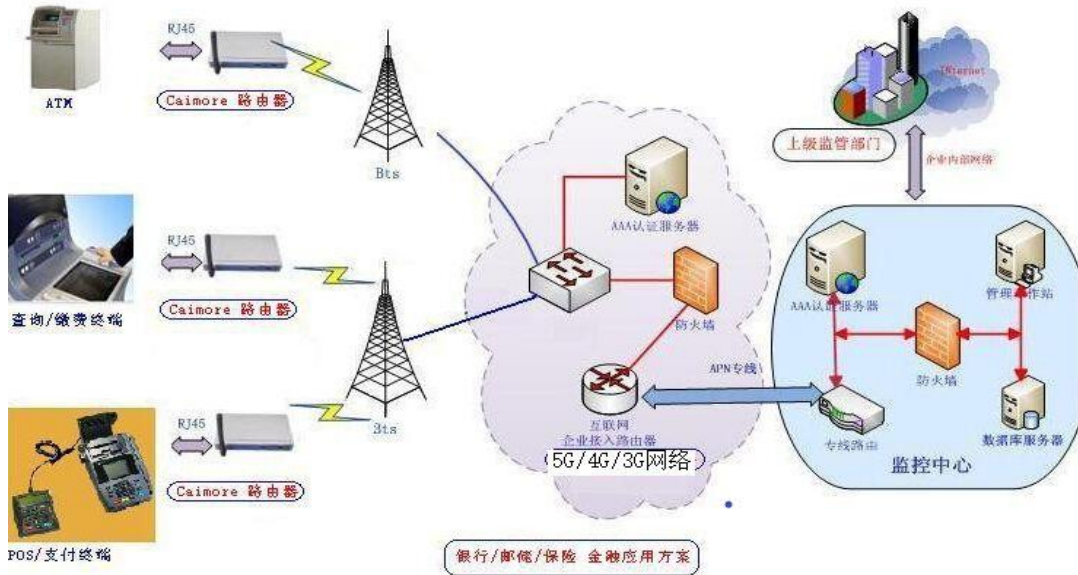 ATM
RJ45
Caimore 路由器
Bts
查询/缴费终端
RJ45
Caimore 路由器
3ts
POS/支付终端
RJ45
Caimore 路由器
AAA认证服务器
防火墙
互联网
企业接入路由器
5G/4G/3G网络
APN专线
INternet
上级监管部门
企业内部网络
AAA认证服务器
管理工作站
防火墙
专线路由
数据库服务器
监控中心
银行/邮储/保险 金融应用方案